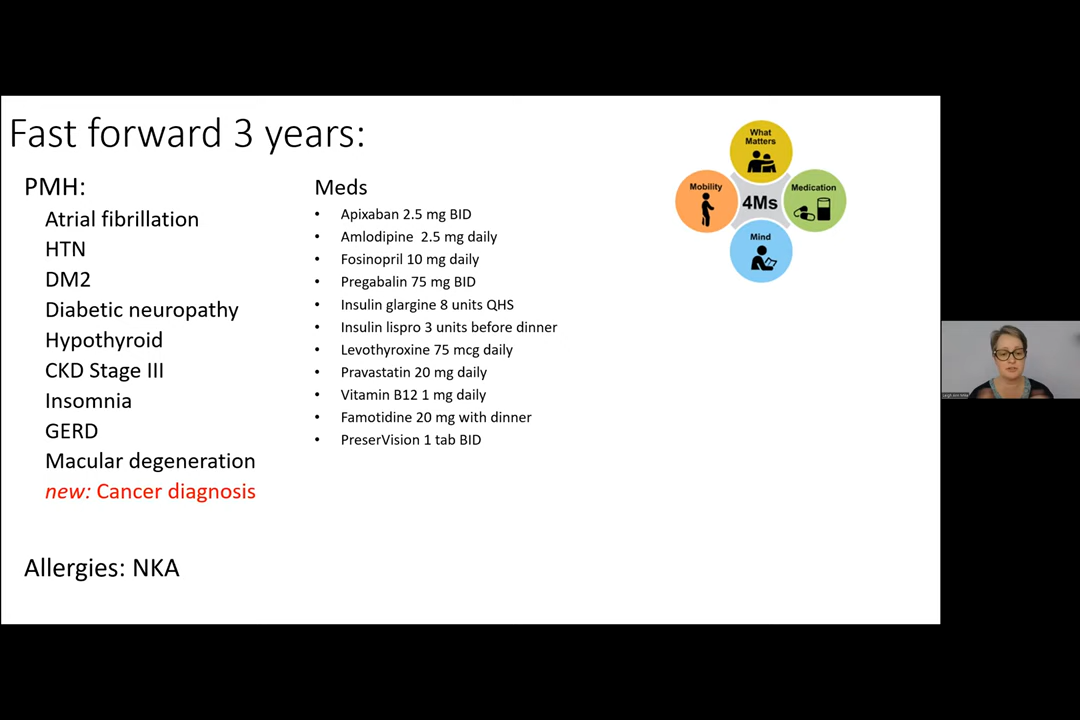 Fast forward 3 years:
PMH:
Atrial fibrillation
HTN
DM2
Diabetic neuropathy
Hypothyroid
CKD Stage III
Insomnia
GERD
Macular degeneration
new: Cancer diagnosis
Allergies: NKA
Meds
• Apixaban 2.5 mg BID
• Amlodipine 2.5 mg daily
• Fosinopril 10 mg daily
• Pregabalin 75 mg BID
• Insulin glargine 8 units QHS
• Insulin lispro 3 units before dinner
• Levothyroxine 75 mcg daily
• Pravastatin 20 mg daily
• Vitamin B12 1 mg daily
• Famotidine 20 mg with dinner
• PreserVision 1 tab BID
What
Matters
Mobility
4Ms
Medication
Mind